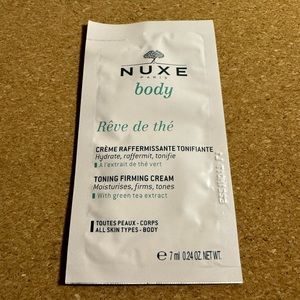 NUXE
PARIS
body
Rêve de thé
CRÈME RAFFERMISSANTE TONIFIANTE
Hydrate, raffermit, tonifie
A l'extrait de thé vert
TONING FIRMING CREAM
Moisturises, firms, tones
With green tea extract
TOUTES PEAUX - CORPS
ALL SKIN TYPES - BODY
℮ 7 ml 0.24 OZ. NET WT.